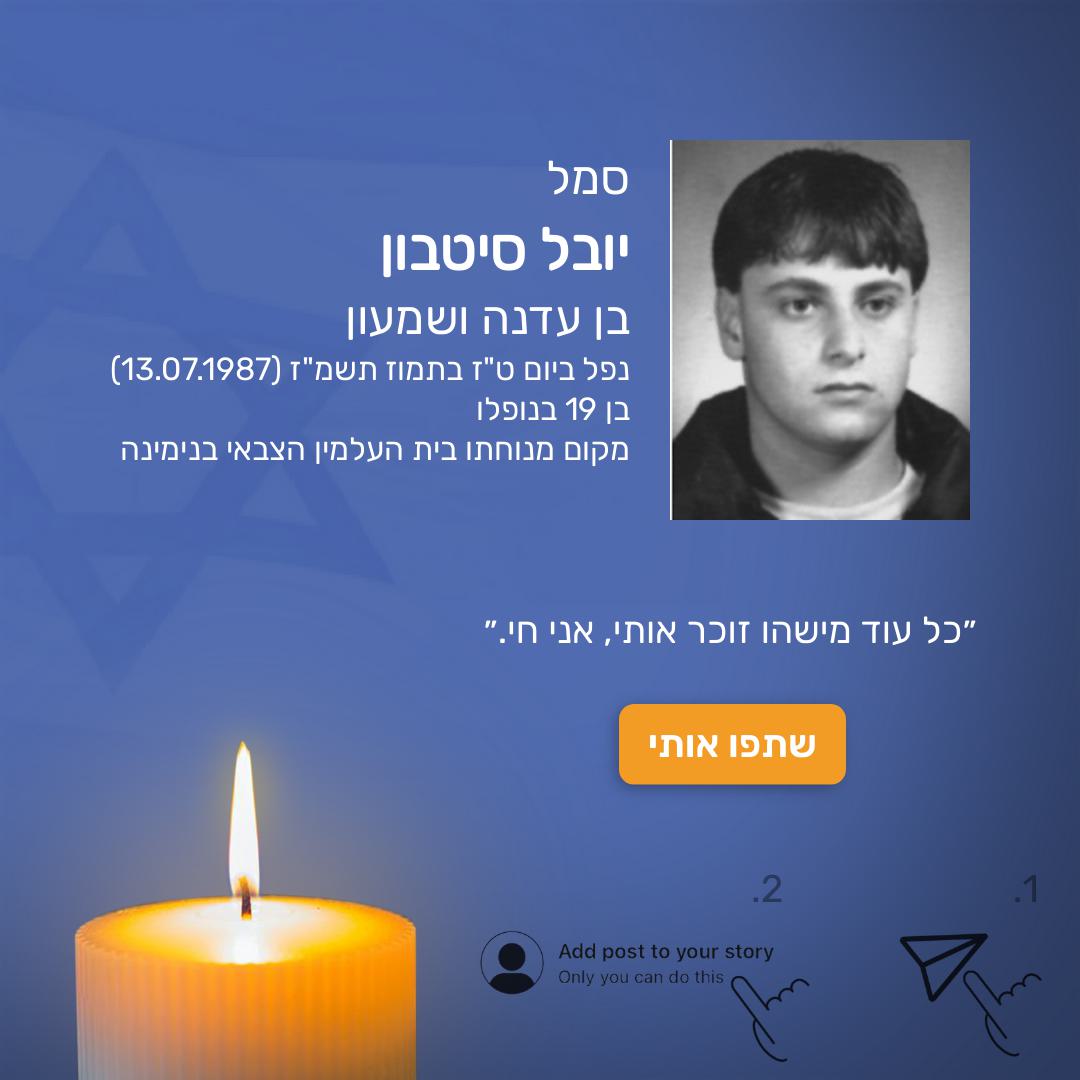 סמל
יובל סיטבון
בן עדנה ושמעון
נפל ביום ט"ז בתמוז תשמ"ז (13.07.1987)
בן 19 בנופלו
מקום מנוחתו בית העלמין הצבאי בנימינה
״כל עוד מישהו זוכר אותי, אני חי.״
שתפו אותי
1.
2.
Add post to your story
Only you can do this